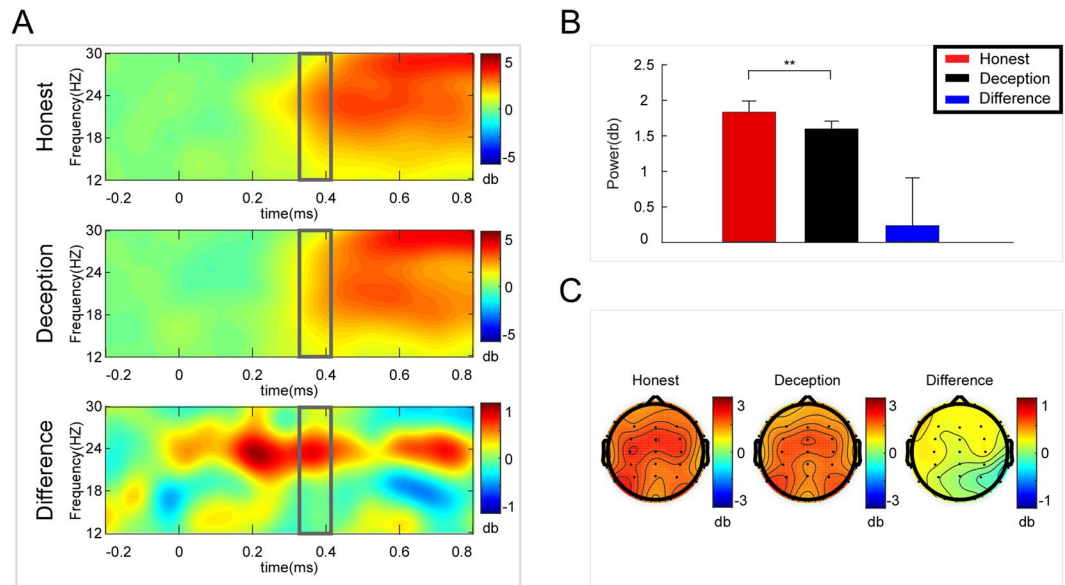 A
Honest
Frequency(HZ)
30
24
18
12
-0.2 0 0.2 0.4 0.6 0.8
time(ms)
5
0
-5
db
Deception
Frequency(HZ)
30
24
18
12
-0.2 0 0.2 0.4 0.6 0.8
time(ms)
5
0
-5
db
Difference
Frequency(HZ)
30
24
18
12
-0.2 0 0.2 0.4 0.6 0.8
time(ms)
1
0
-1
db
B
Power(db)
2.5
2
1.5
1
0.5
0
**
Honest
Deception
Difference
C
Honest Deception Difference
3 3 1
0 0 0
-3 -3 -1
db db db